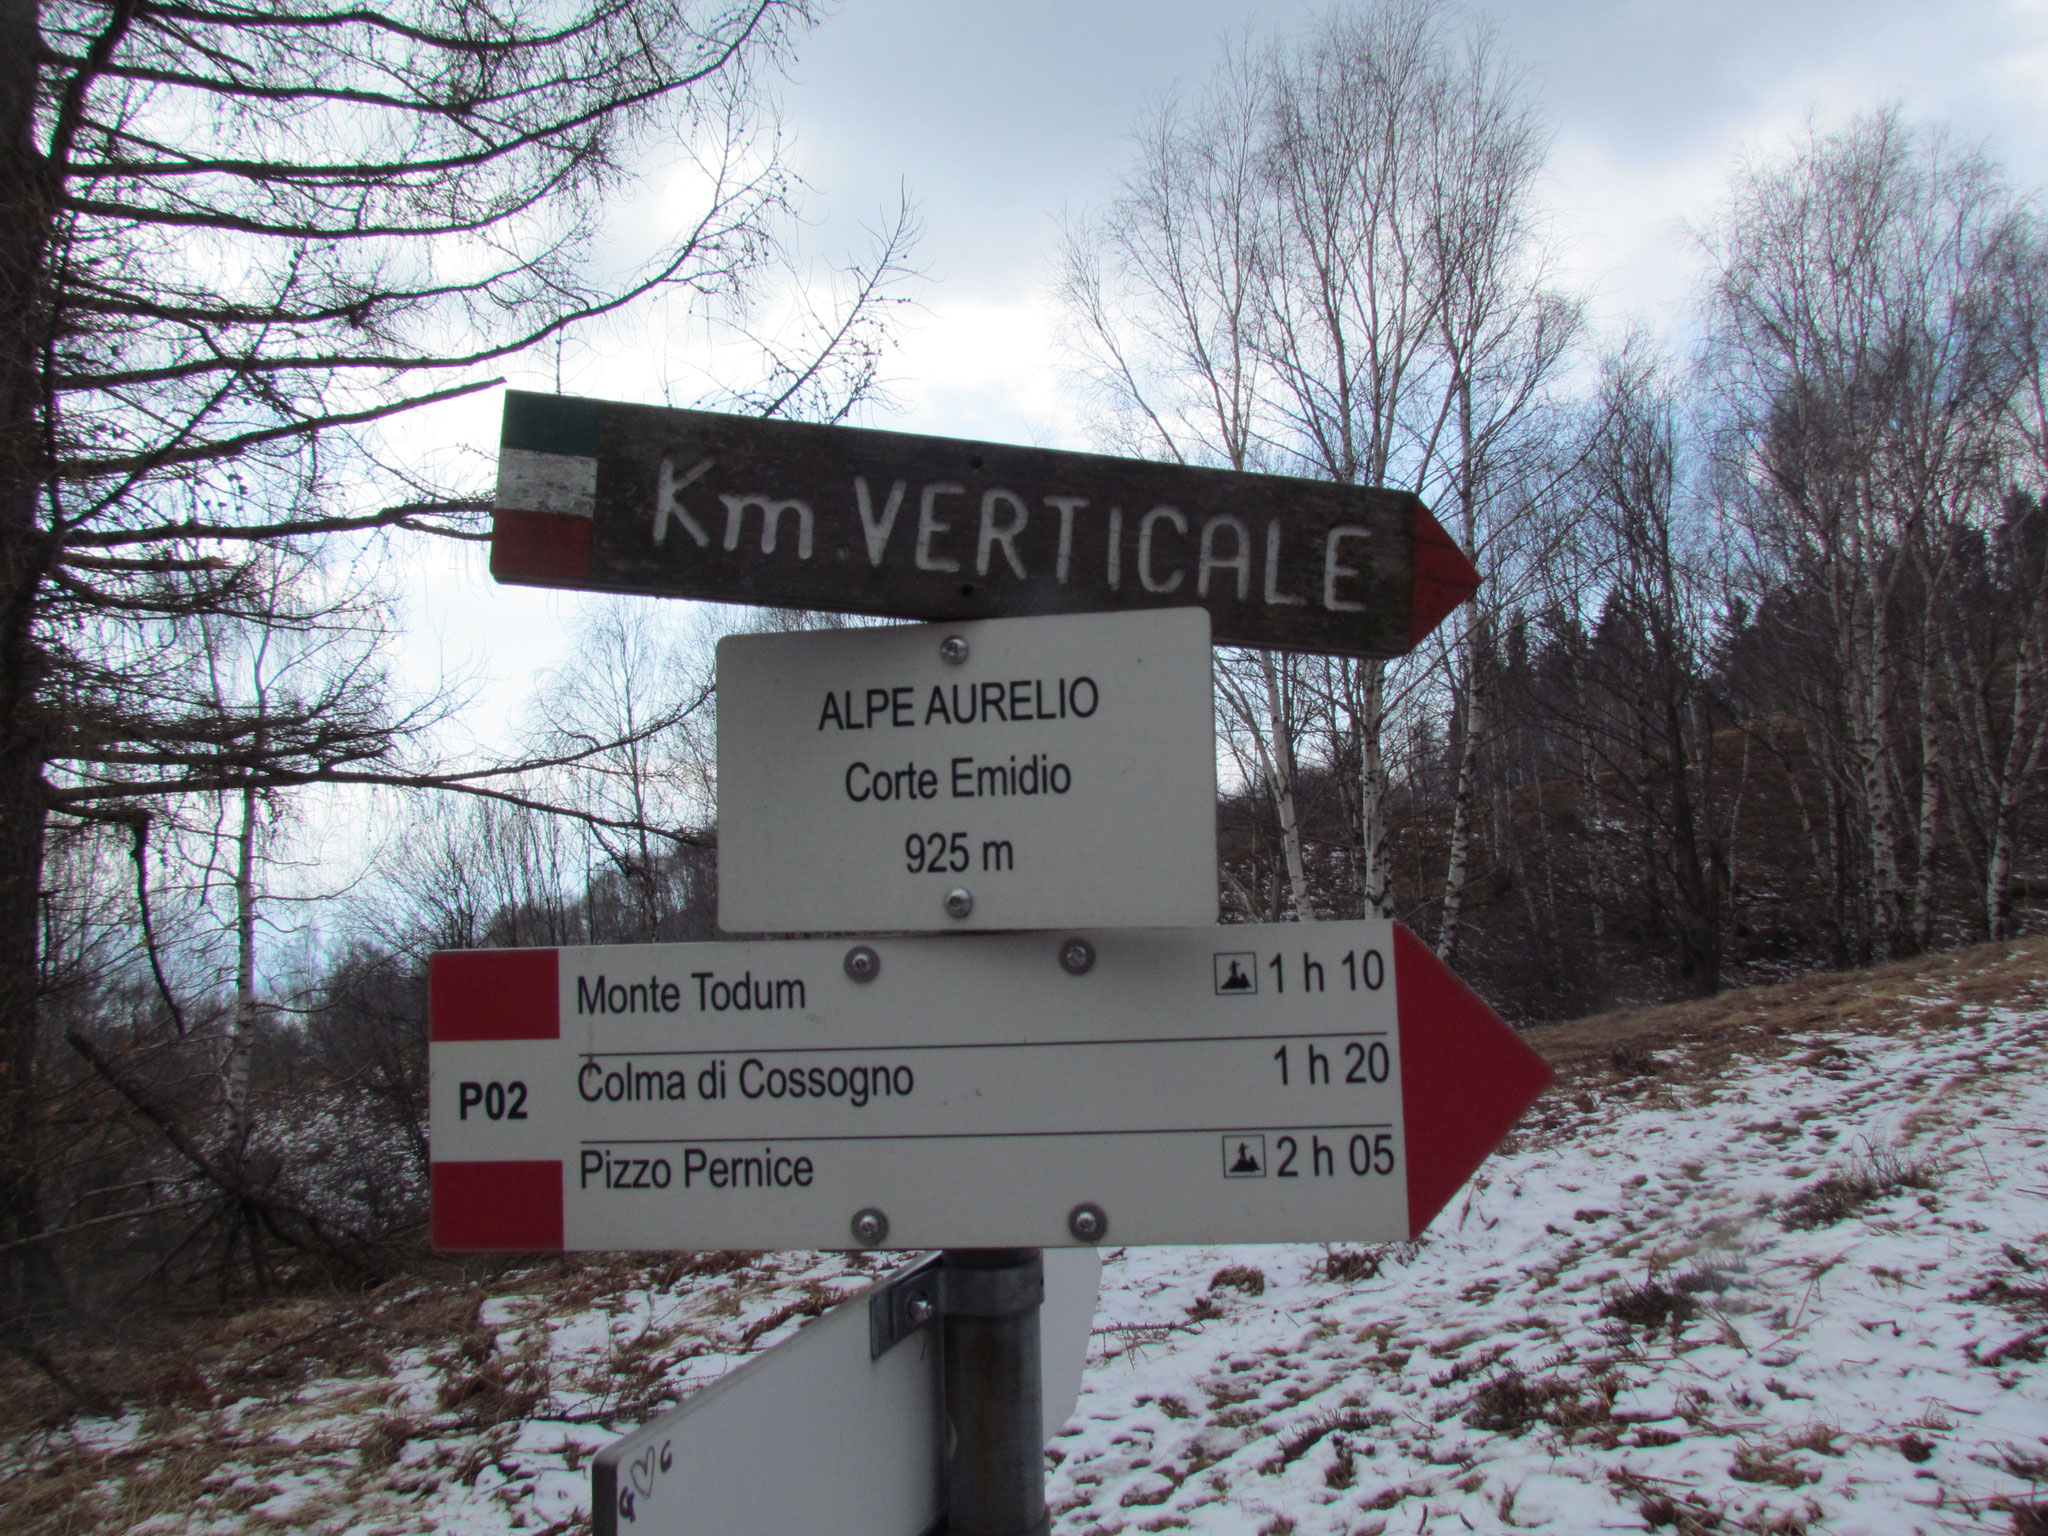 Km. VERTICALE
ALPE AURELIO
Corte Emidio
925 m
Monte Todum 1 h 10
Colma di Cossogno 1 h 20
P02
Pizzo Pernice 2 h 05
G G